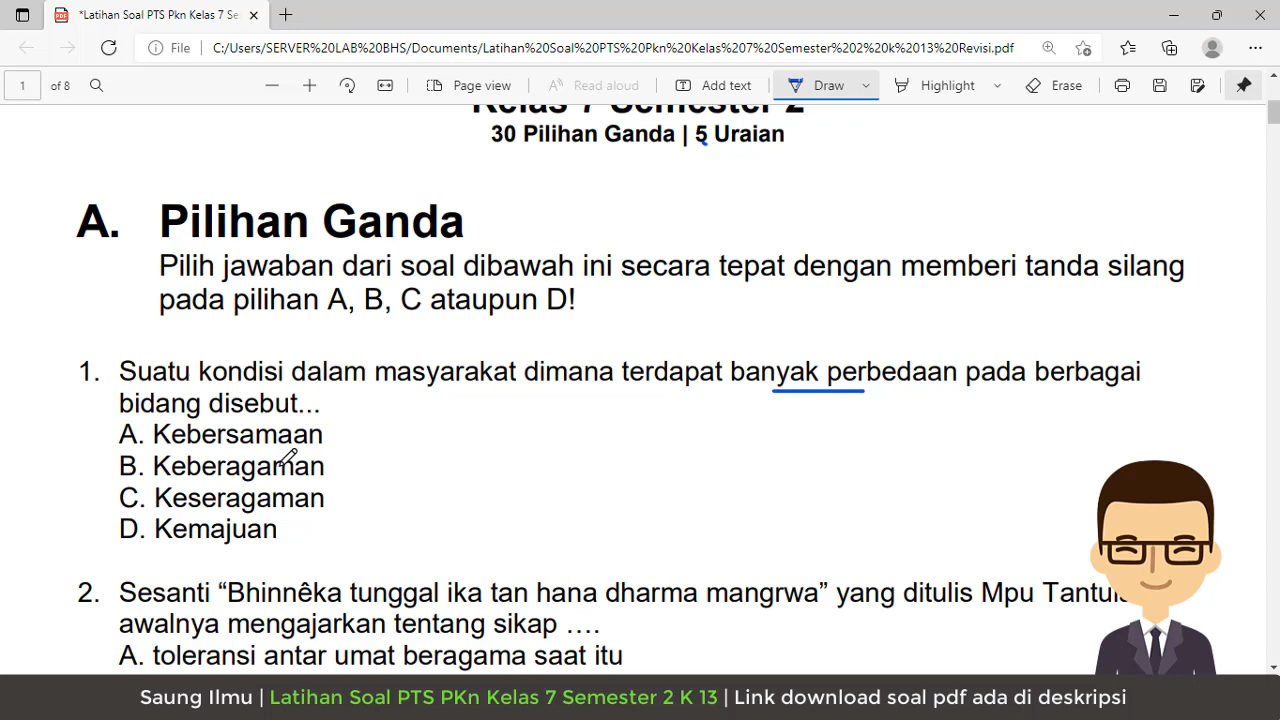 *Latihan Soal PTS Pkn Kelas 7 Se
File
C:/Users/SERVER%20LAB%20BHS/Documents/Latihan%20Soal%20PTS%20Pkn%20Kelas%207%20Semester%202%20k%2013%20Revisi.pdf
1 of 8
Page view
Read aloud
Add text
Draw
Highlight
Erase
Kelas 7 Semester 2
30 Pilihan Ganda | 5 Uraian
A. Pilihan Ganda
Pilih jawaban dari soal dibawah ini secara tepat dengan memberi tanda silang
pada pilihan A, B, C ataupun D!
1. Suatu kondisi dalam masyarakat dimana terdapat banyak perbedaan pada berbagai
bidang disebut...
A. Kebersamaan
B. Keberagaman
C. Keseragaman
D. Kemajuan
2. Sesanti “Bhinnêka tunggal ika tan hana dharma mangrwa” yang ditulis Mpu
awalnya mengajarkan tentang sikap ….
A. toleransi antar umat beragama saat itu
Saung Ilmu | Latihan Soal PTS PKn Kelas 7 Semester 2 K 13 | Link download soal pdf ada di deskripsi